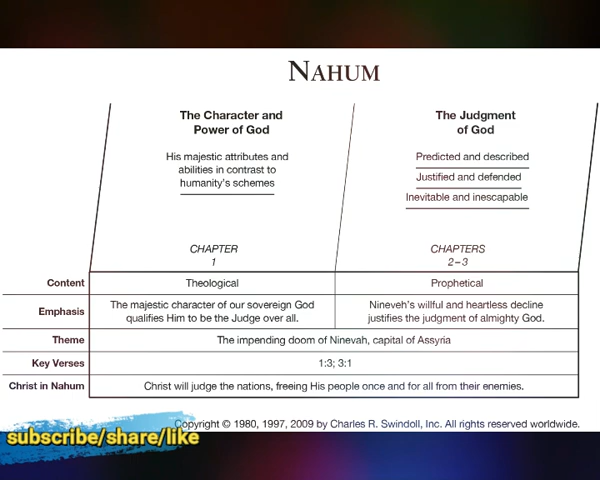 NAHUM
The Character and
Power of God
His majestic attributes and
abilities in contrast to
humanity's schemes
CHAPTER
1
The Judgment
of God
Predicted and described
Justified and defended
Inevitable and inescapable
CHAPTERS
2–3
Content Theological Prophetical
Emphasis The majestic character of our sovereign God qualifies Him to be the Judge over all. Nineveh's willful and heartless decline justifies the judgment of almighty God.
Theme The impending doom of Ninevah, capital of Assyria
Key Verses 1:3; 3:1
Christ in Nahum Christ will judge the nations, freeing His people once and for all from their enemies.
Copyright © 1980, 1997, 2009 by Charles R. Swindoll, Inc. All rights reserved worldwide.
subscribe/share/like